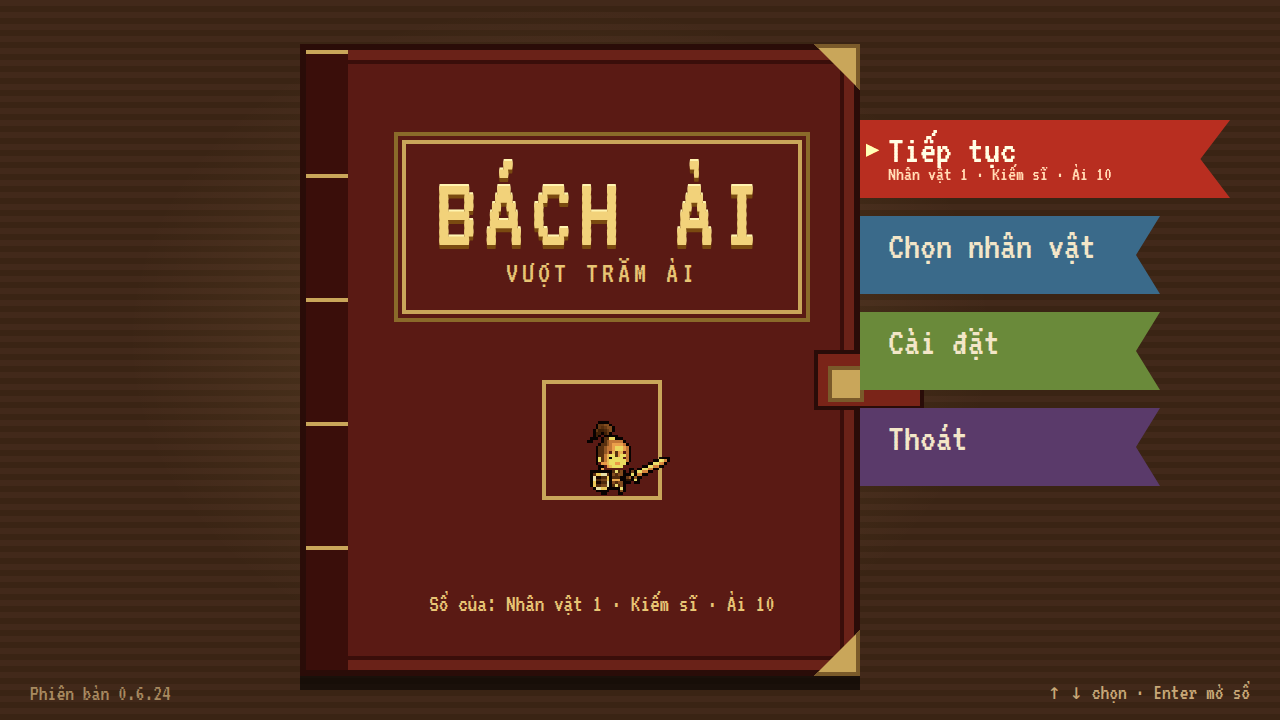 BÁCH ẢI
VƯỢT TRĂM ẢI
Sổ của: Nhân vật 1 · Kiếm sĩ · Ải 10
▶ Tiếp tục
Nhân vật 1 · Kiếm sĩ · Ải 10
Chọn nhân vật
Cài đặt
Thoát
Phiên bản 0.6.24
↑ ↓ chọn · Enter mở sổ